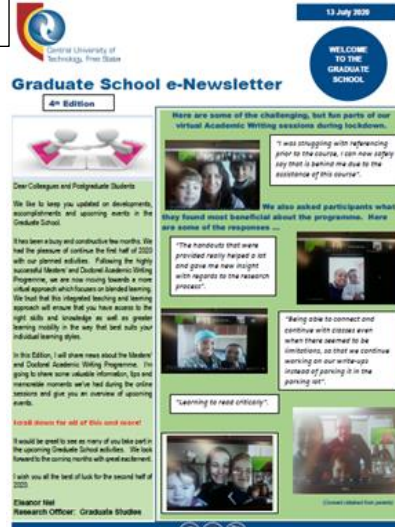 13 July 2020
Central University of
Technology, Free State
WELCOME
TO THE
GRADUATE
SCHOOL
Graduate School e-Newsletter
4th Edition
Dear Colleagues and Postgraduate Students
We like to keep you updated on developments,
accomplishments and upcoming events in the
Graduate School.
It has been a busy and constructive few months. We
had the pleasure of continue the first half of 2020
with our planned activities. Following the highly
successful Masters' and Doctoral Academic Writing
Programme, we are now moving towards a more
virtual approach which focuses on blended learning.
We trust that this integrated teaching and learning
approach will ensure that you have access to the
right skills and knowledge as well as greater
learning mobility in the way that best suits your
individual learning styles.
In this Edition, I will share news about the Masters'
and Doctoral Academic Writing Programme. I'm
going to share some valuable information, tips and
memorable moments we've had during the online
sessions and give you an overview of upcoming
events.
Scroll down for all of this and more!
It would be great to see as many of you take part in
the upcoming Graduate School activities. We look
forward to the coming months with great excitement.
I wish you all the best of luck for the second half of
2020.
Eleanor Nel
Research Officer: Graduate Studies
Here are some of the challenging, but fun parts of our
virtual Academic Writing sessions during lockdown.
"I was struggling with referencing
prior to the course, I can now safely
say that is behind me due to the
assistance of this course".
We also asked participants what
they found most beneficial about the programme. Here
are some of the responses ...
"The handouts that were
provided really helped a lot
and gave me new insight
with regards to the research
process".
"Being able to connect and
continue with classes even
when there seemed to be
limitations, so that we continue
working on our write-ups
instead of parking it in the
parking lot".
"Learning to read critically".
(Consent obtained from parents)